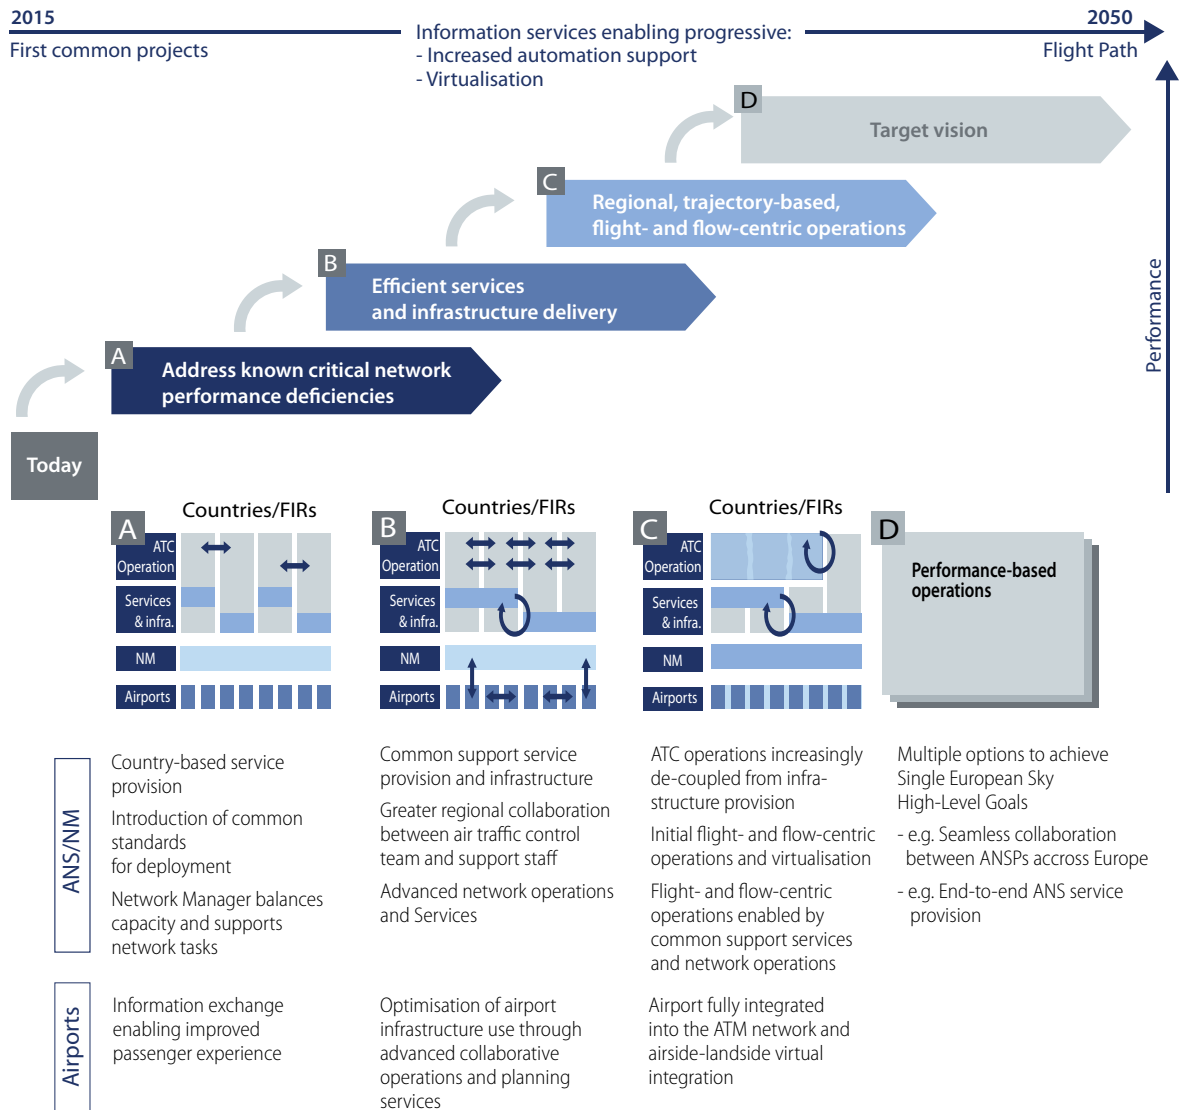 2015
First common projects
Information services enabling progressive:
- Increased automation support
- Virtualisation
2050
Flight Path
D
Target vision
C
Regional, trajectory-based,
flight- and flow-centric operations
B
Efficient services
and infrastructure delivery
A
Address known critical network
performance deficiencies
Today
Performance
A
Countries/FIRs
ATC
Operation
Services
& infra.
NM
Airports
B
Countries/FIRs
ATC
Operation
Services
& infra.
NM
Airports
C
Countries/FIRs
ATC
Operation
Services
& infra.
NM
Airports
D
Performance-based
operations
ANS/NM
Country-based service
provision
Introduction of common
standards
for deployment
Network Manager balances
capacity and supports
network tasks
Common support service
provision and infrastructure
Greater regional collaboration
between air traffic control
team and support staff
Advanced network operations
and Services
ATC operations increasingly
de-coupled from infra-
structure provision
Initial flight- and flow-centric
operations and virtualisation
Flight- and flow-centric
operations enabled by
common support services
and network operations
Multiple options to achieve
Single European Sky
High-Level Goals
- e.g. Seamless collaboration
between ANSPs accross Europe
- e.g. End-to-end ANS service
provision
Airports
Information exchange
enabling improved
passenger experience
Optimisation of airport
infrastructure use through
advanced collaborative
operations and planning
services
Airport fully integrated
into the ATM network and
airside-landside virtual
integration